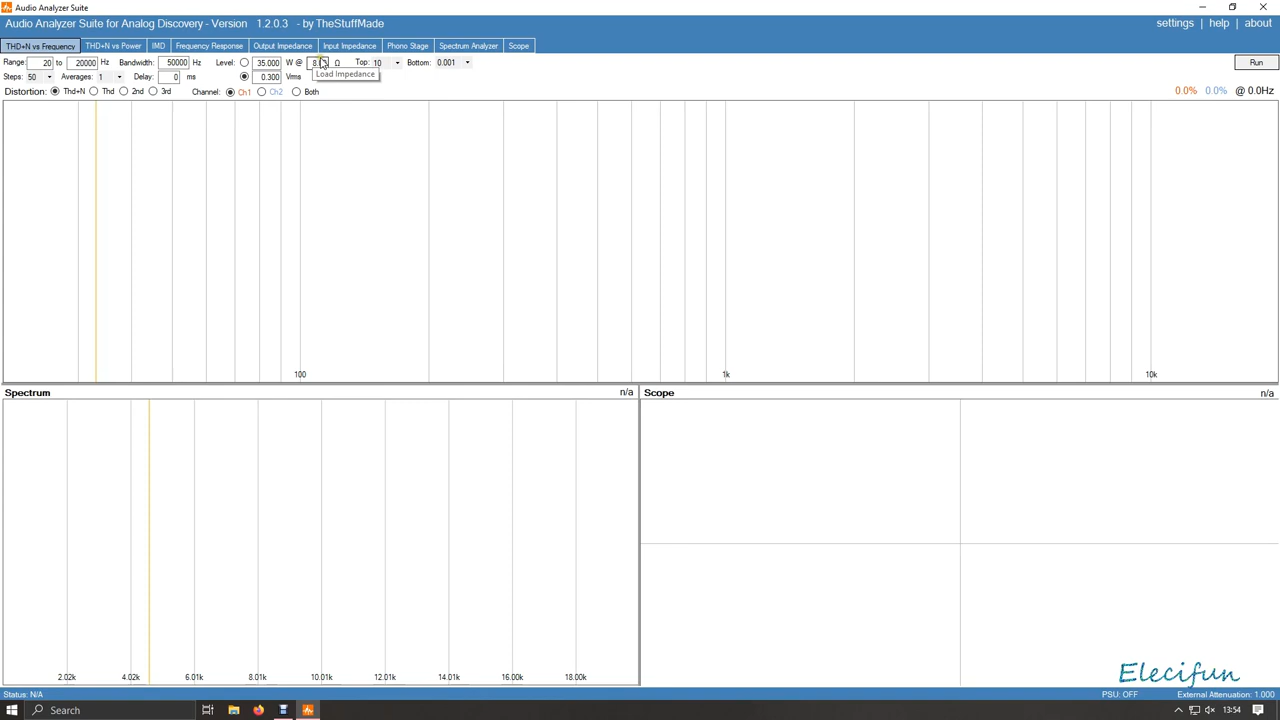 Audio Analyzer Suite
Audio Analyzer Suite for Analog Discovery - Version 1.2.0.3 - by TheStuffMade
settings | help | about
THD+N vs Frequency THD+N vs Power IMD Frequency Response Output Impedance Input Impedance Phono Stage Spectrum Analyzer Scope
Range: 20 to 20000 Hz Bandwidth: 50000 Hz Level: 35.000 W @ Ω Top: 10 Bottom: 0.001 Run
Steps: 50 Averages: 1 Delay: 0 ms 0.300 Vrms Load Impedance
Distortion: Thd+N Thd 2nd 3rd Channel: Ch1 Ch2 Both 0.0% 0.0% @ 0.0Hz
100 1k 10k
Spectrum n/a Scope n/a
2.02k 4.02k 6.01k 8.01k 10.01k 12.01k 14.01k 16.00k 18.00k
Elecifun
Status: N/A PSU: OFF External Attenuation: 1.000
Search 13:54